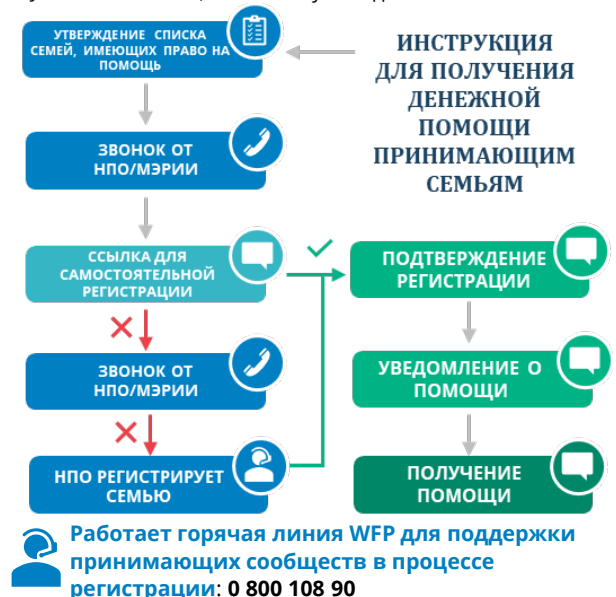 УТВЕРЖДЕНИЕ СПИСКА
СЕМЕЙ, ИМЕЮЩИХ ПРАВО НА
ПОМОЩЬ
ИНСТРУКЦИЯ
ДЛЯ ПОЛУЧЕНИЯ
ДЕНЕЖНОЙ
ПОМОЩИ
ПРИНИМАЮЩИМ
СЕМЬЯМ
ЗВОНОК ОТ
НПО/МЭРИИ
ССЫЛКА ДЛЯ
САМОСТОЯТЕЛЬНОЙ
РЕГИСТРАЦИИ
ЗВОНОК ОТ
НПО/МЭРИИ
НПО РЕГИСТРИРУЕТ
СЕМЬЮ
ПОДТВЕРЖДЕНИЕ
РЕГИСТРАЦИИ
УВЕДОМЛЕНИЕ О
ПОМОЩИ
ПОЛУЧЕНИЕ
ПОМОЩИ
Работает горячая линия WFP для поддержки
принимающих сообществ в процессе
регистрации: 0 800 108 90